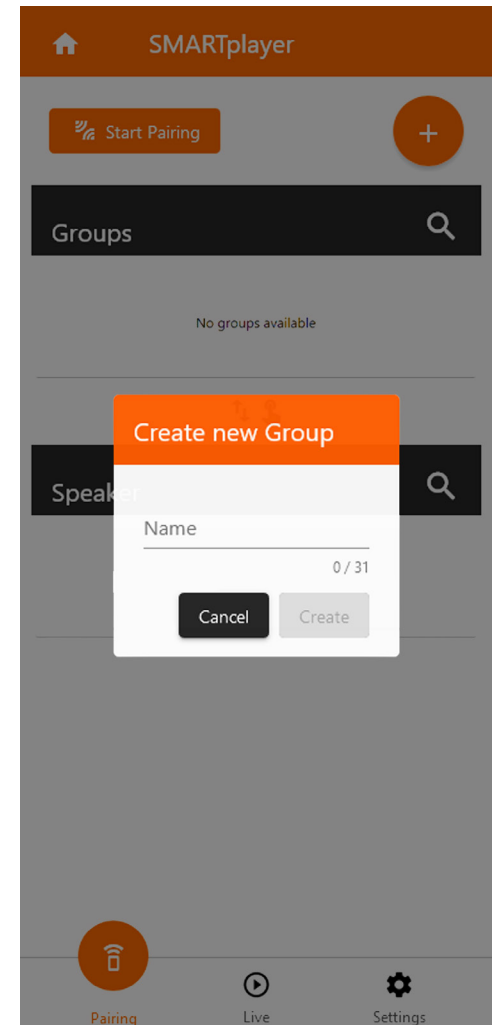 SMARTplayer
Start Pairing
Groups
No groups available
Create new Group
Speaker
Name
0 / 31
Cancel Create
Pairing Live Settings